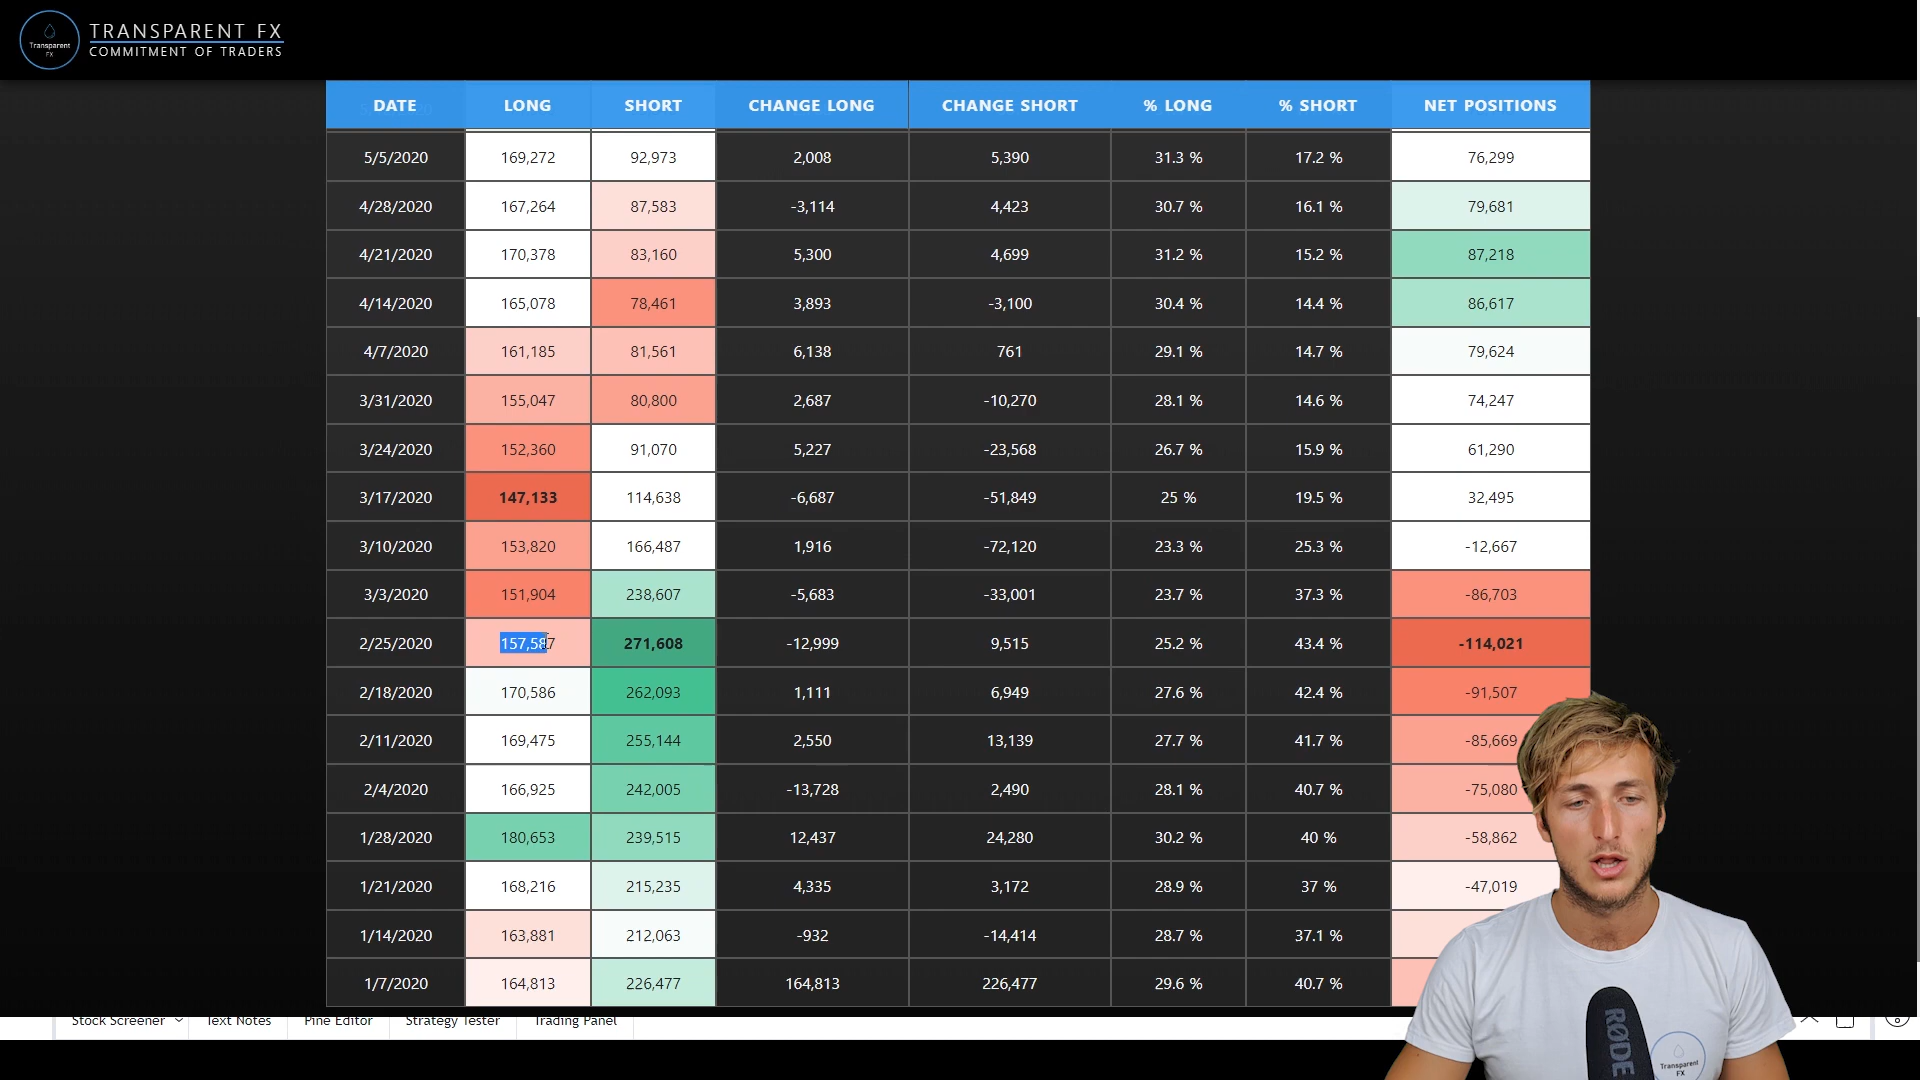 TRANSPARENT FX
COMMITMENT OF TRADERS
Transparent
FX
DATE LONG SHORT CHANGE LONG CHANGE SHORT % LONG % SHORT NET POSITIONS
5/5/2020 169,272 92,973 2,008 5,390 31.3 % 17.2 % 76,299
4/28/2020 167,264 87,583 -3,114 4,423 30.7 % 16.1 % 79,681
4/21/2020 170,378 83,160 5,300 4,699 31.2 % 15.2 % 87,218
4/14/2020 165,078 78,461 3,893 -3,100 30.4 % 14.4 % 86,617
4/7/2020 161,185 81,561 6,138 761 29.1 % 14.7 % 79,624
3/31/2020 155,047 80,800 2,687 -10,270 28.1 % 14.6 % 74,247
3/24/2020 152,360 91,070 5,227 -23,568 26.7 % 15.9 % 61,290
3/17/2020 147,133 114,638 -6,687 -51,849 25 % 19.5 % 32,495
3/10/2020 153,820 166,487 1,916 -72,120 23.3 % 25.3 % -12,667
3/3/2020 151,904 238,607 -5,683 -33,001 23.7 % 37.3 % -86,703
2/25/2020 157,587 271,608 -12,999 9,515 25.2 % 43.4 % -114,021
2/18/2020 170,586 262,093 1,111 6,949 27.6 % 42.4 % -91,507
2/11/2020 169,475 255,144 2,550 13,139 27.7 % 41.7 % -85,669
2/4/2020 166,925 242,005 -13,728 2,490 28.1 % 40.7 % -75,080
1/28/2020 180,653 239,515 12,437 24,280 30.2 % 40 % -58,862
1/21/2020 168,216 215,235 4,335 3,172 28.9 % 37 % -47,019
1/14/2020 163,881 212,063 -932 -14,414 28.7 % 37.1 %
1/7/2020 164,813 226,477 164,813 226,477 29.6 % 40.7 %
Stock Screener Text Notes Pine Editor Strategy Tester Trading Panel
RØDE
Transparent
FX